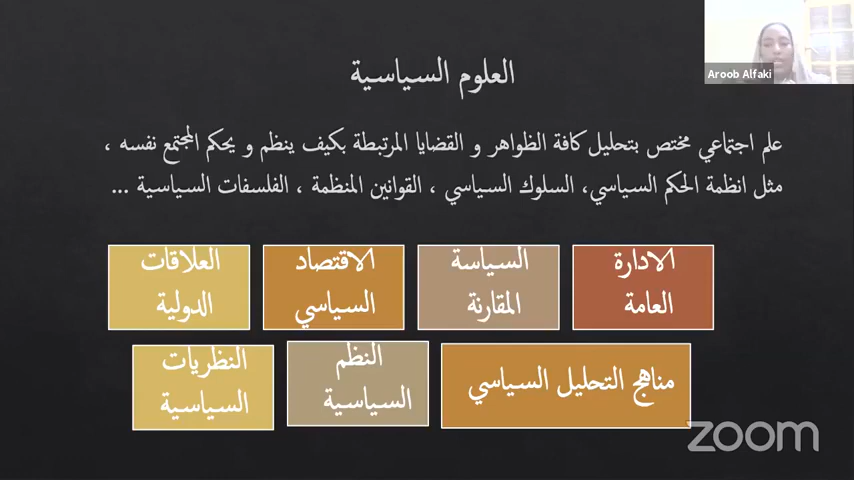 Aroob Alfaki
العلوم السياسية
علم اجتماعي مختص بتحليل كافة الظواهر و القضايا المرتبطة بكيف ينظم و يحكم المجتمع نفسه ،
مثل انظمة الحكم السياسي، السلوك السياسي ، القوانين المنظمة ، الفلسفات السياسية ...
الادارة
العامة
السياسة
المقارنة
الاقتصاد
السياسي
العلاقات
الدولية
مناهج التحليل السياسي
النظم
السياسية
النظريات
السياسية
zoom